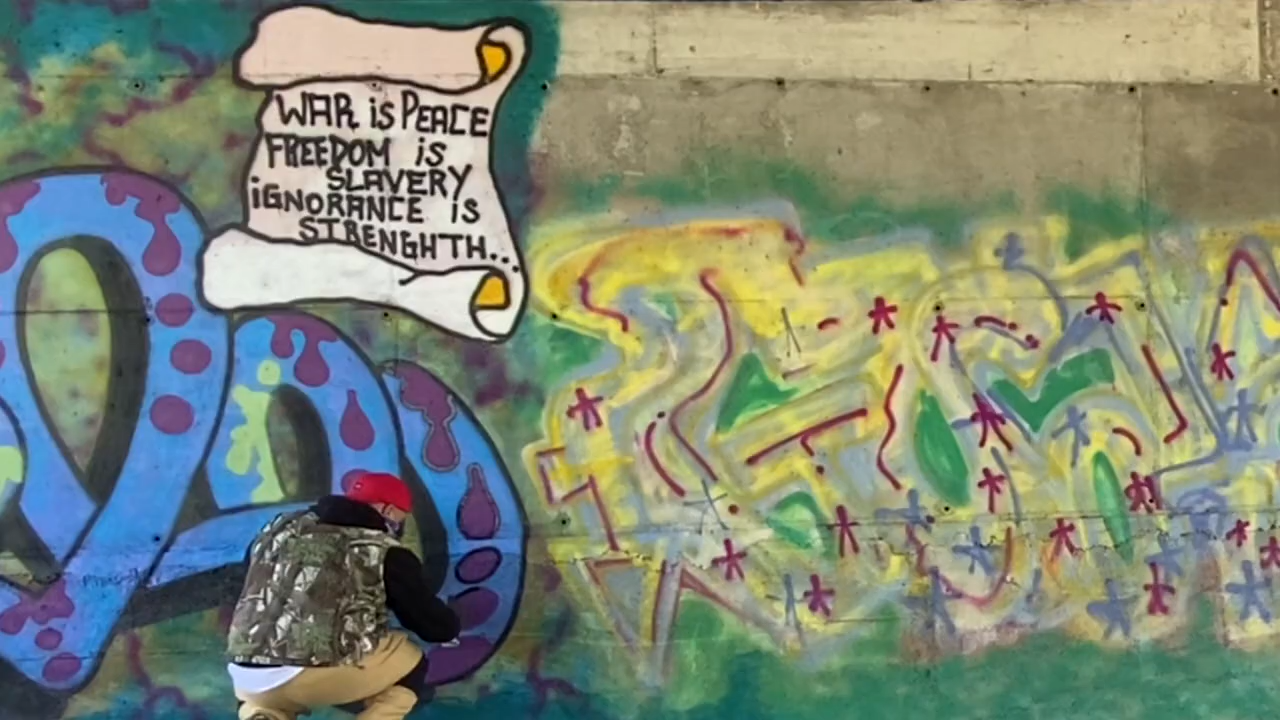 WAR is PEACE
FREEDOM is
SLAVERY
iGNORANCE is
STRENGHTH...